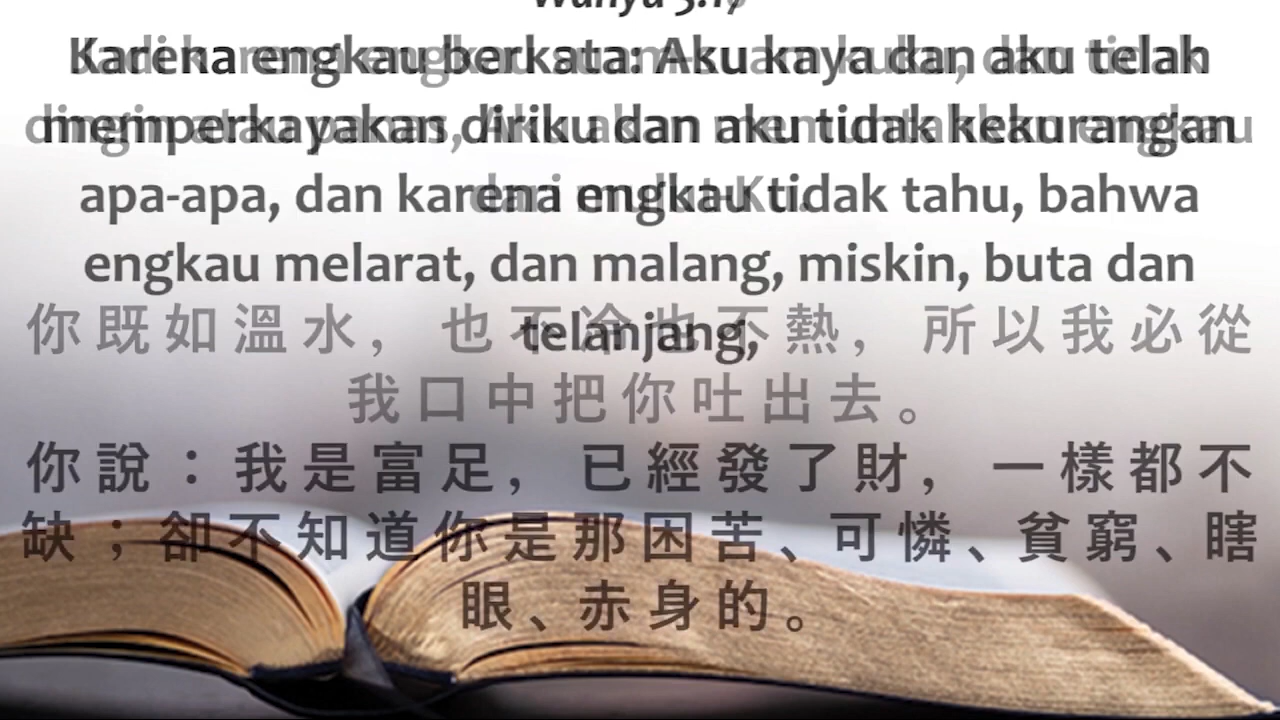 Wahyu 3:17
Karena engkau berkata: Aku kaya dan aku telah
memperkayakan diriku dan aku tidak kekurangan
apa-apa, dan karena engkau tidak tahu, bahwa
engkau melarat, dan malang, miskin, buta dan
telanjang,
你既如溫水，也不冷也不熱，所以我必從
我口中把你吐出去。
你說：我是富足，已經發了財，一樣都不
缺；卻不知道你是那困苦、可憐、貧窮、瞎
眼、赤身的。